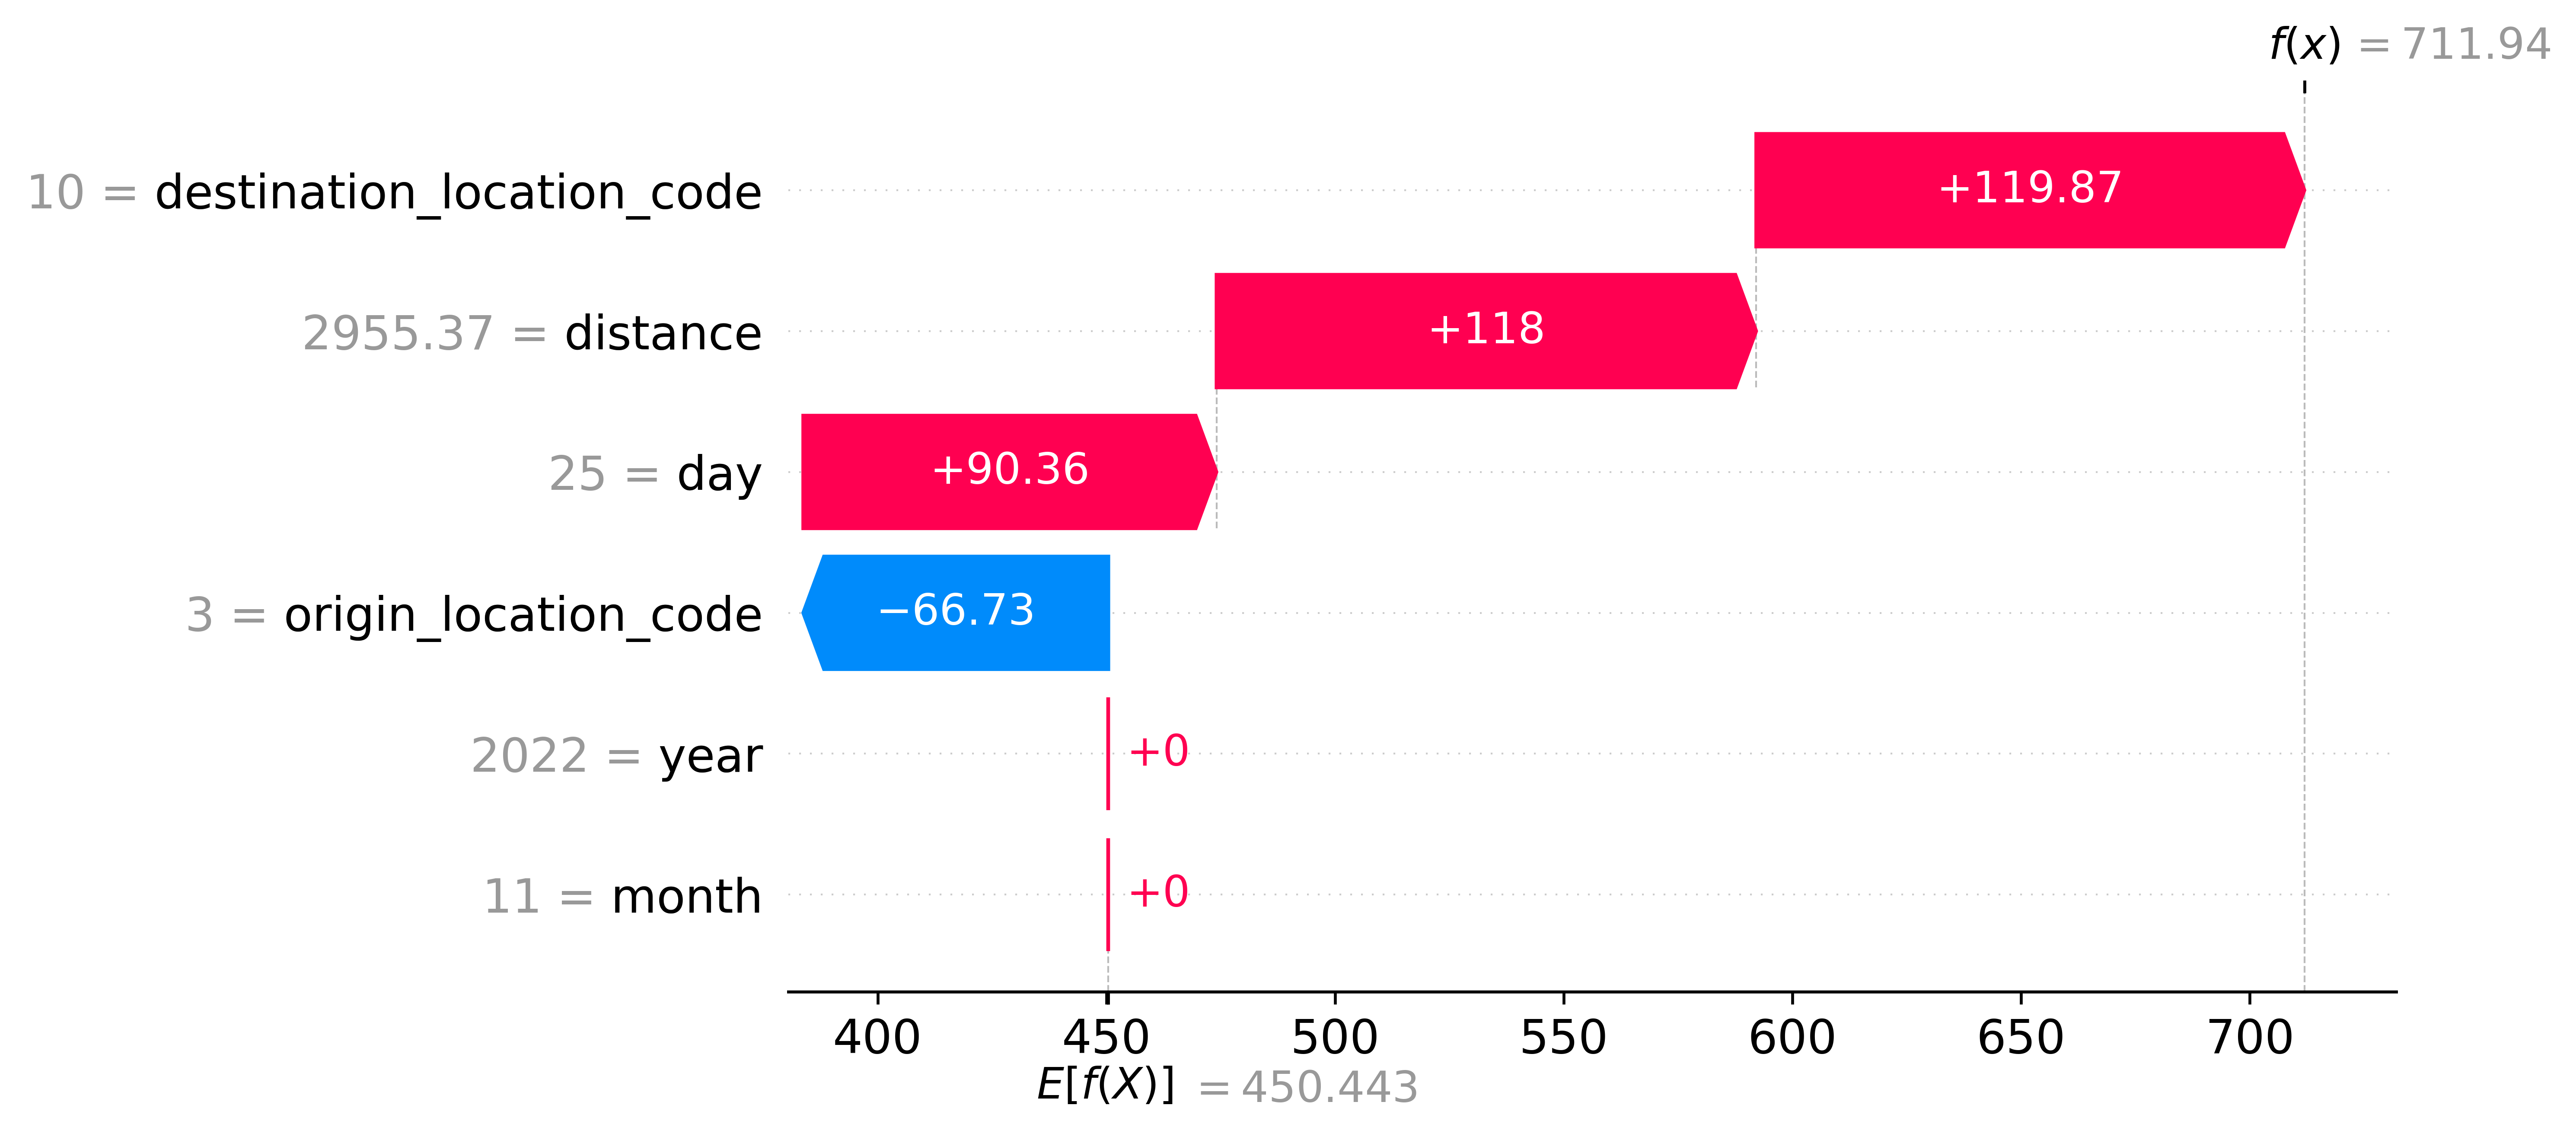 f(x) = 711.94
10 = destination_location_code
+119.87
2955.37 = distance
+118
25 = day
+90.36
3 = origin_location_code
−66.73
2022 = year
+0
11 = month
+0
400 450 500 550 600 650 700
E[f(X)] = 450.443